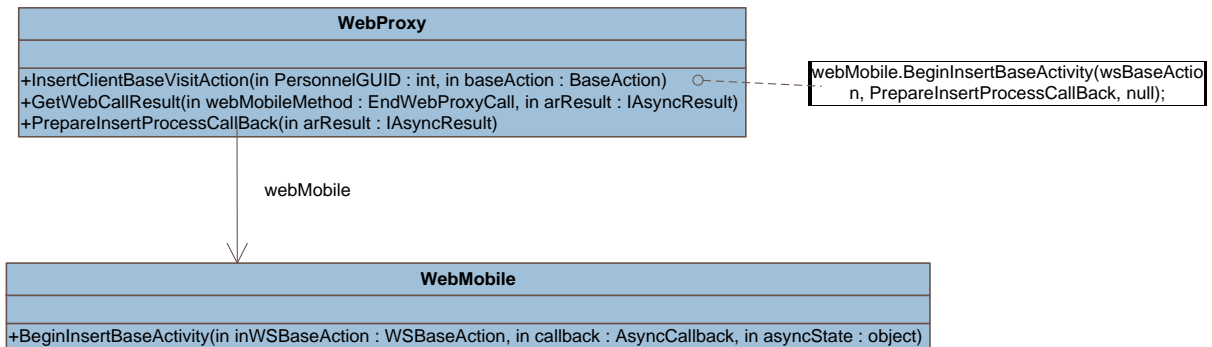 WebProxy
+InsertClientBaseVisitAction(in PersonnelGUID : int, in baseAction : BaseAction)
+GetWebCallResult(in webMobileMethod : EndWebProxyCall, in arResult : IAsyncResult)
+PrepareInsertProcessCallBack(in arResult : IAsyncResult)
webMobile.BeginInsertBaseActivity(wsBaseActio
n, PrepareInsertProcessCallBack, null);
webMobile
WebMobile
+BeginInsertBaseActivity(in inWSBaseAction : WSBaseAction, in callback : AsyncCallback, in asyncState : object)